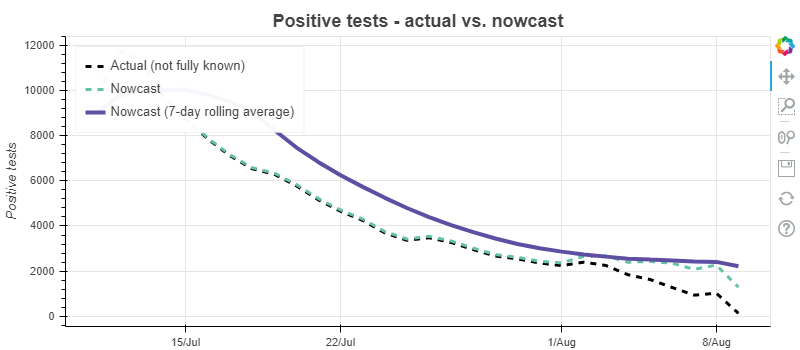 Positive tests - actual vs. nowcast
12000
10000
8000
6000
4000
2000
0
Positive tests
Actual (not fully known)
Nowcast
Nowcast (7-day rolling average)
15/Jul
22/Jul
1/Aug
8/Aug